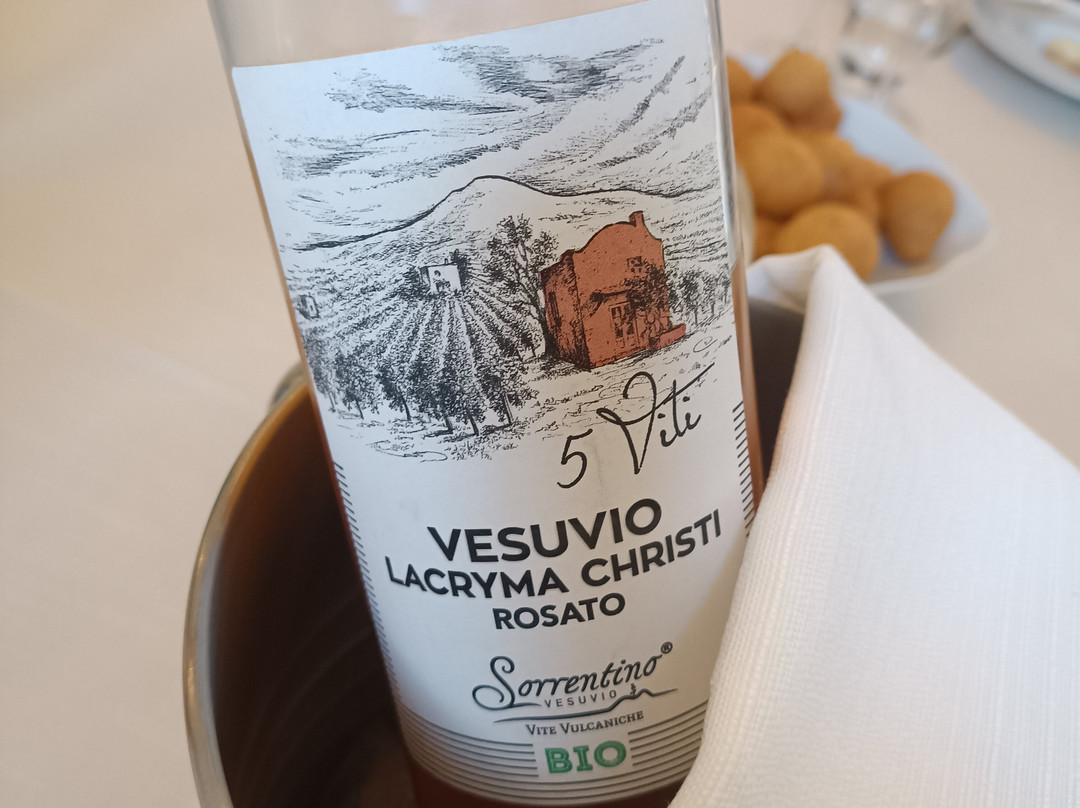 5 Viti
VESUVIO
LACRYMA CHRISTI
ROSATO
Sorrentino®
VESUVIO
VITE VULCANICHE
BIO